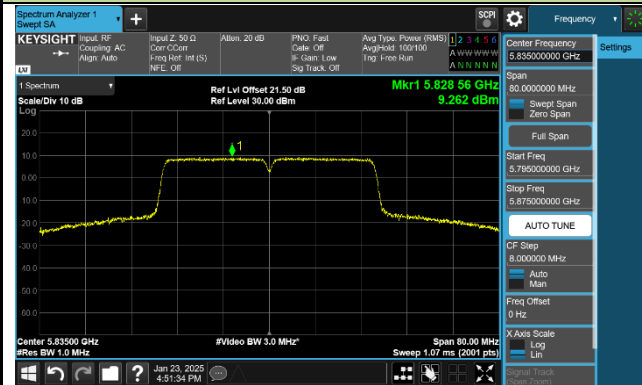 Spectrum Analyzer 1
Swept SA
SCPI
Frequency
KEYSIGHT
Input: RF
Coupling: AC
Align: Auto
Input Z: 50 Ω
Corr CCorr
Freq Ref: Int (S)
NFE: Off
Atten: 20 dB
PNO: Fast
Gate: Off
IF Gain: Low
Sig Track: Off
Avg Type: Power (RMS)
Avg|Hold: 100/100
Trig: Free Run
1 2 3 4 5 6
A W W W W W
A N N N N N
LXI
1 Spectrum
Scale/Div 10 dB
Log
Ref Lvl Offset 21.50 dB
Ref Level 30.00 dBm
Mkr1 5.828 56 GHz
9.262 dBm
20.0
10.0
0.00
-10.0
-20.0
-30.0
-40.0
-50.0
-60.0
1
Center 5.83500 GHz
#Res BW 1.0 MHz
#Video BW 3.0 MHz*
Span 80.00 MHz
Sweep 1.07 ms (2001 pts)
Jan 23, 2025
4:51:34 PM
Settings
Center Frequency
5.835000000 GHz
Span
80.0000000 MHz
Swept Span
Zero Span
Full Span
Start Freq
5.795000000 GHz
Stop Freq
5.875000000 GHz
AUTO TUNE
CF Step
8.000000 MHz
Auto
Man
Freq Offset
0 Hz
X Axis Scale
Log
Lin
Signal Track
(Span Zoom)